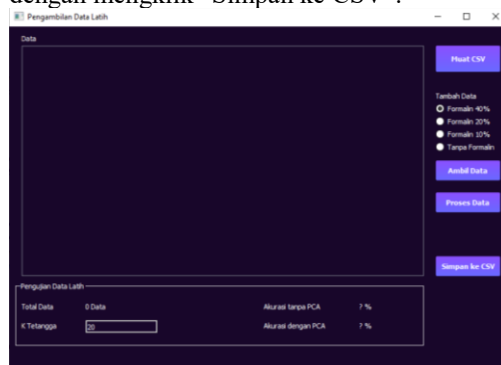 dengan mengklik "Simpan ke CSV".
Pengambilan Data Latih
Data
Muat CSV
Tambah Data
Formalin 40%
Formalin 20%
Formalin 10%
Tanpa Formalin
Ambil Data
Proses Data
Simpan ke CSV
Pengujian Data Latih
Total Data 0 Data Akurasi tanpa PCA ? %
K Tetangga 20 Akurasi dengan PCA ? %